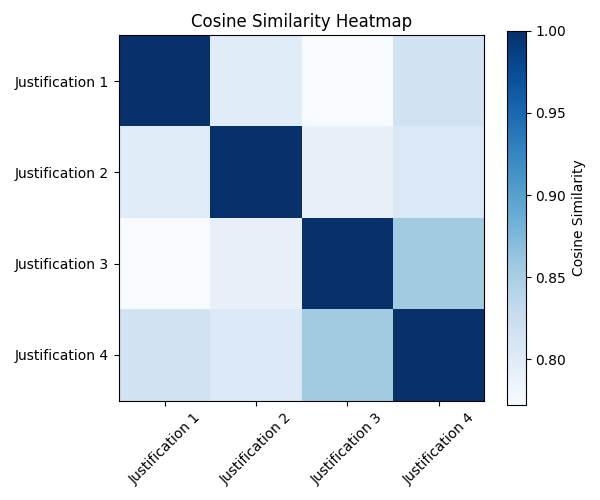 Cosine Similarity Heatmap
Justification 1
Justification 2
Justification 3
Justification 4
Justification 1
Justification 2
Justification 3
Justification 4
1.00
0.95
0.90
0.85
0.80
Cosine Similarity